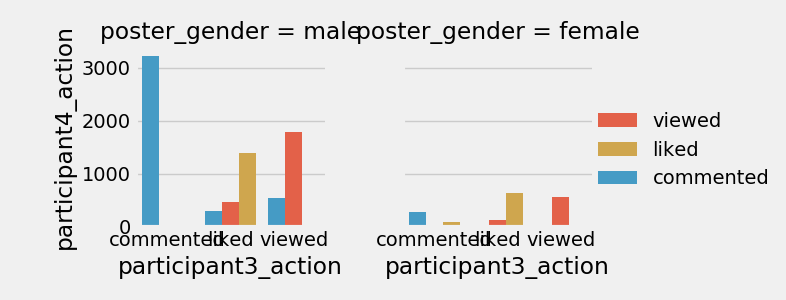 poster_gender = male
poster_gender = female
participant4_action
3000
2000
1000
0
commented
liked
viewed
participant3_action
commented
liked
viewed
participant3_action
viewed
liked
commented